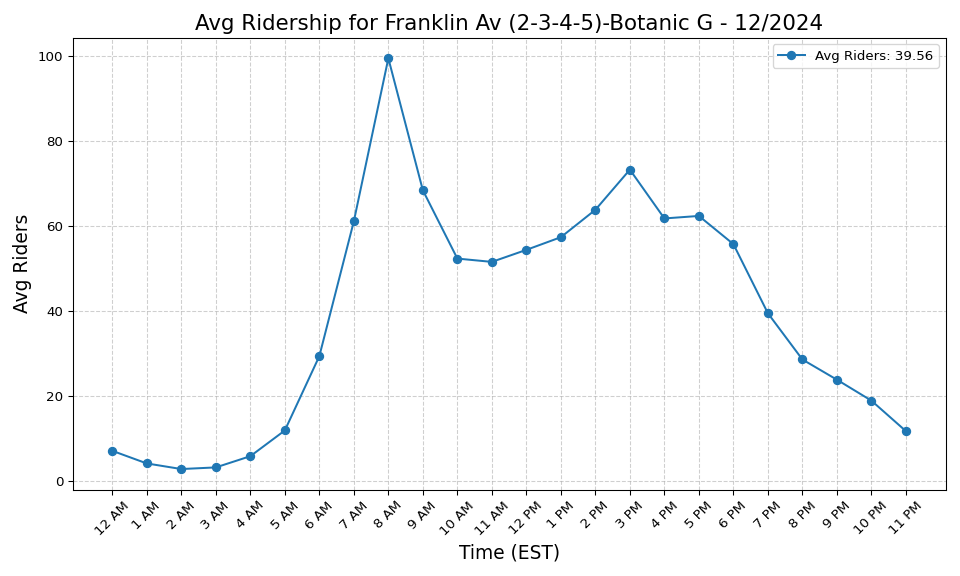 Avg Ridership for Franklin Av (2-3-4-5)-Botanic G - 12/2024
Avg Riders: 39.56
Avg Riders
100
80
60
40
20
0
12 AM
1 AM
2 AM
3 AM
4 AM
5 AM
6 AM
7 AM
8 AM
9 AM
10 AM
11 AM
12 PM
1 PM
2 PM
3 PM
4 PM
5 PM
6 PM
7 PM
8 PM
9 PM
10 PM
11 PM
Time (EST)